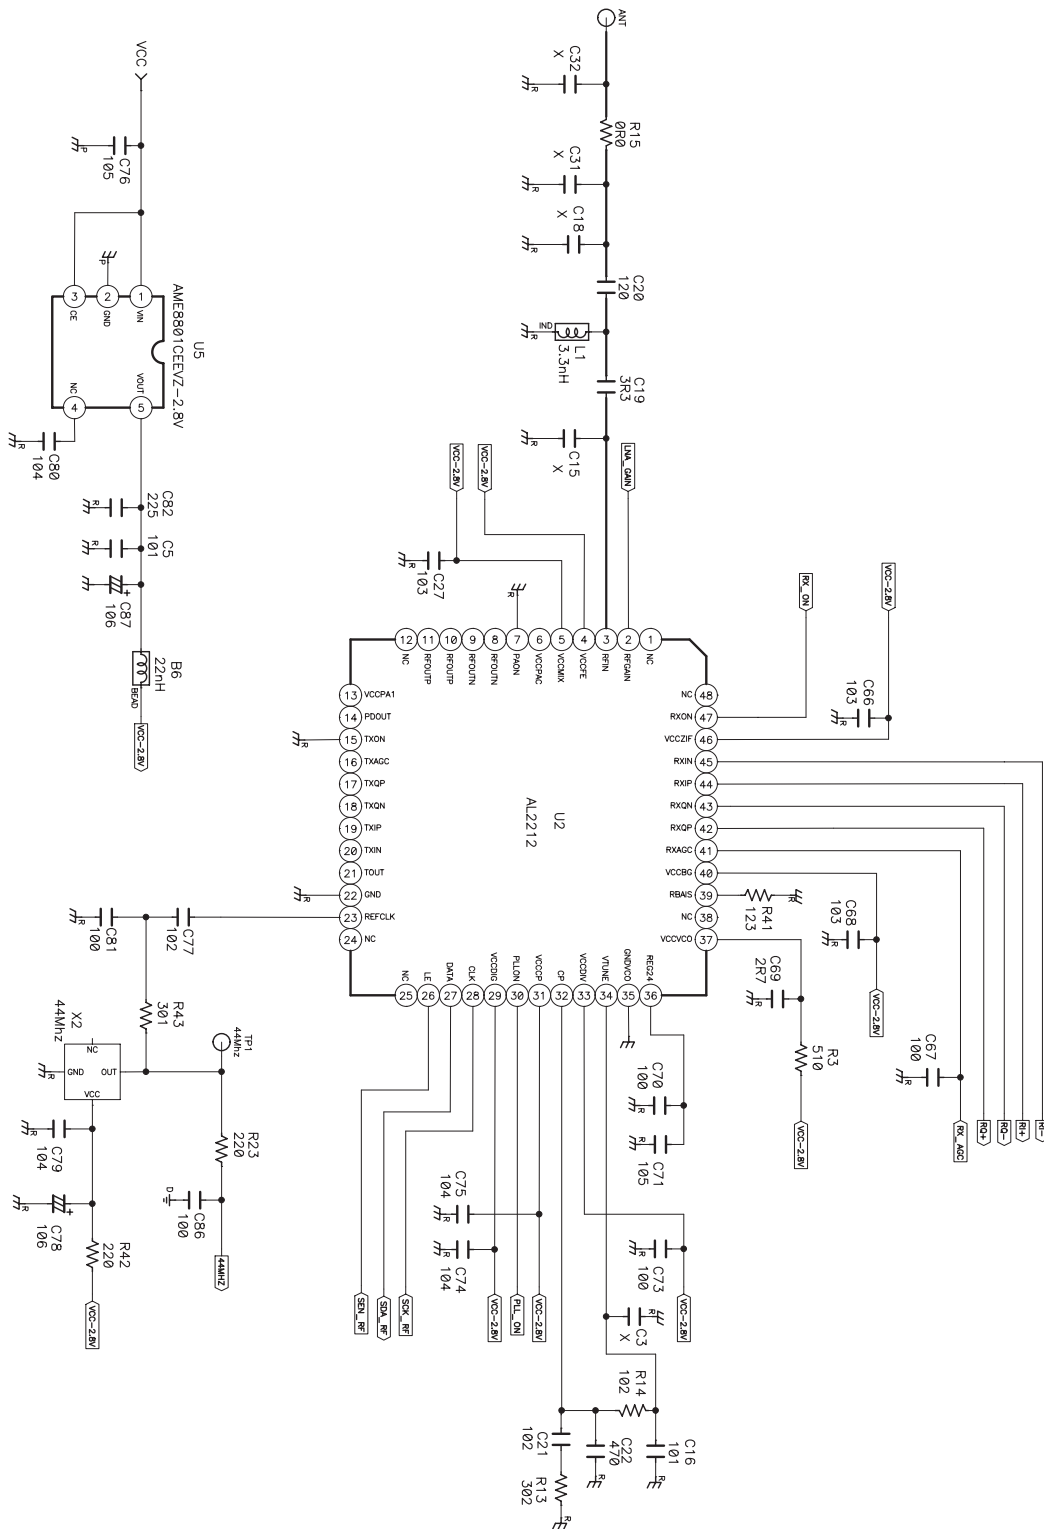 ANT
C32
X
R
R15
0R0
C31
X
R
C18
X
R
C20
120
IND
L1
3.3nH
R
C19
3R3
C15
X
R
LNA_GAIN
VCC-2.8V
VCC-2.8V
C27
103
R
R
VCC
C76
105
P
P
AME8801CEEVZ-2.8V
U5
1
VIN
2
GND
3
CE
4
NC
5
VOUT
C80
104
R
C82
225
R
C5
101
R
C87
106
+
B6
22nH
BEAD
VCC-2.8V
U2
AL2212
1
NC
2
RFGAIN
3
RFIN
4
VCCFE
5
VCCMIX
6
VCCPAC
7
PAON
8
RFOUTN
9
RFOUTN
10
RFOUTP
11
RFOUTP
12
NC
13
VCCPA1
14
PDOUT
15
TXON
16
TXAGC
17
TXQP
18
TXQN
19
TXIP
20
TXIN
21
TOUT
22
GND
23
REFCLK
24
NC
25
NC
26
LE
27
DATA
28
CLK
29
VCCDIG
30
PLLON
31
VCCCP
32
CP
33
VCCDIV
34
VTUNE
35
GNDVCO
36
REG24
37
VCCVCO
38
NC
39
RBAIS
40
VCCBG
41
RXAGC
42
RXQP
43
RXQN
44
RXIP
45
RXIN
46
VCCZIF
47
RXON
48
NC
R
R
RX_ON
VCC-2.8V
C66
103
R
R41
123
R
C68
103
R
VCC-2.8V
C69
2R7
R
R3
510
VCC-2.8V
C67
100
R
RX_AGC
RQ+
RQ-
RI+
RI-
C70
100
R
C71
105
R
C73
100
R
VCC-2.8V
C3
X
R
R14
102
C16
101
R
C22
470
R
C21
102
R13
302
R
C75
104
R
C74
104
R
VCC-2.8V
PLL_ON
VCC-2.8V
SEN_RF
SDA_RF
SCK_RF
C81
100
R
C77
102
R43
301
X2
44Mhz
NC
GND
OUT
VCC
R
TP1
44Mhz
R23
220
C86
100
D
44MHZ
C79
104
R
C78
106
+
R
R42
220
VCC-2.8V